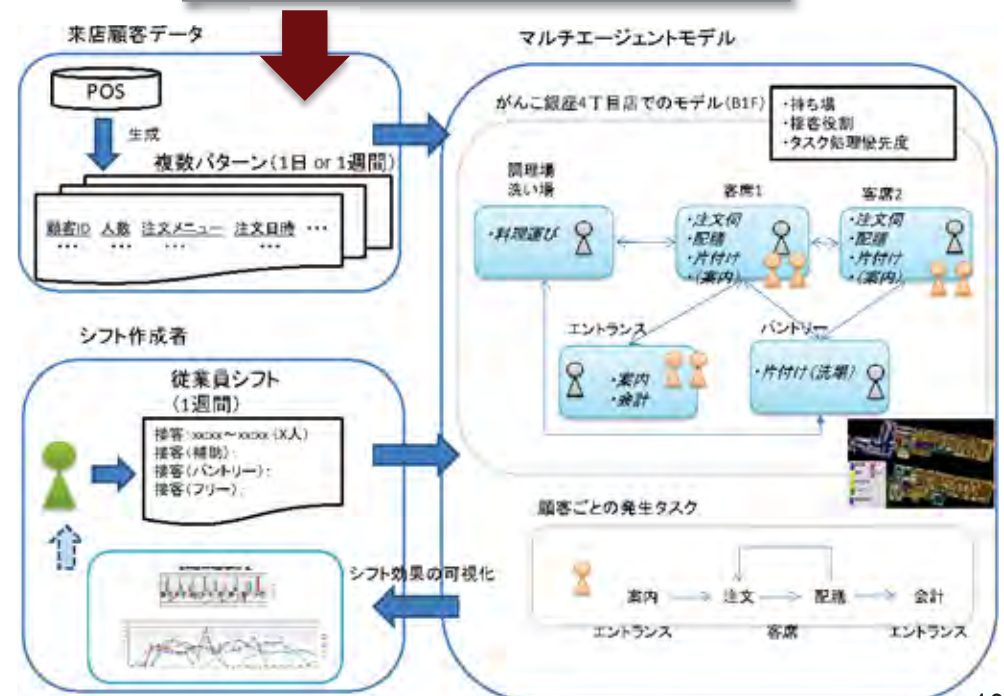 来店顧客データ
POS
生成
複数パターン(1日 or 1週間)
顧客ID 人数 注文メニュー 注文日時 …
… … … …
シフト作成者
従業員シフト
(1週間)
接客:xx:xx～xx:xx (X人)
接客(補助):
接客(パントリー):
接客(フリー):
シフト効果の可視化
マルチエージェントモデル
がんこ銀座4丁目店でのモデル(B1F)
・持ち場
・接客役割
・タスク処理優先度
調理場
洗い場
・料理運び
客席1
・注文伺
・配膳
・片付け
・(案内)
客席2
・注文伺
・配膳
・片付け
・(案内)
エントランス
・案内
・会計
パントリー
・片付け(洗場)
顧客ごとの発生タスク
案内 注文 配膳 会計
エントランス 客席 エントランス